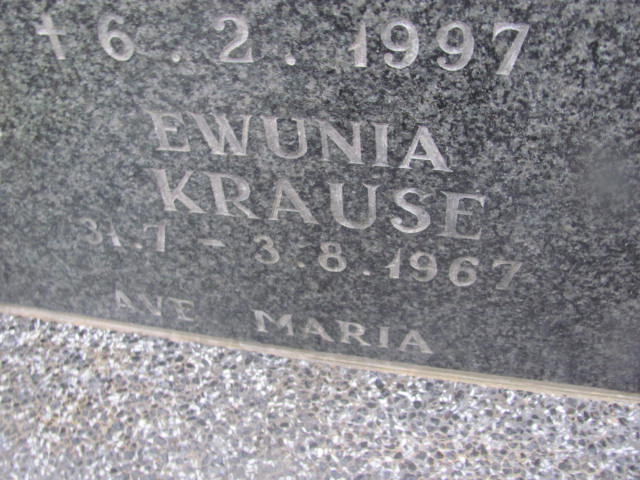 † 6.2.1997
EWUNIA
KRAUSE
31.7 - 3.8.1967
AVE MARIA